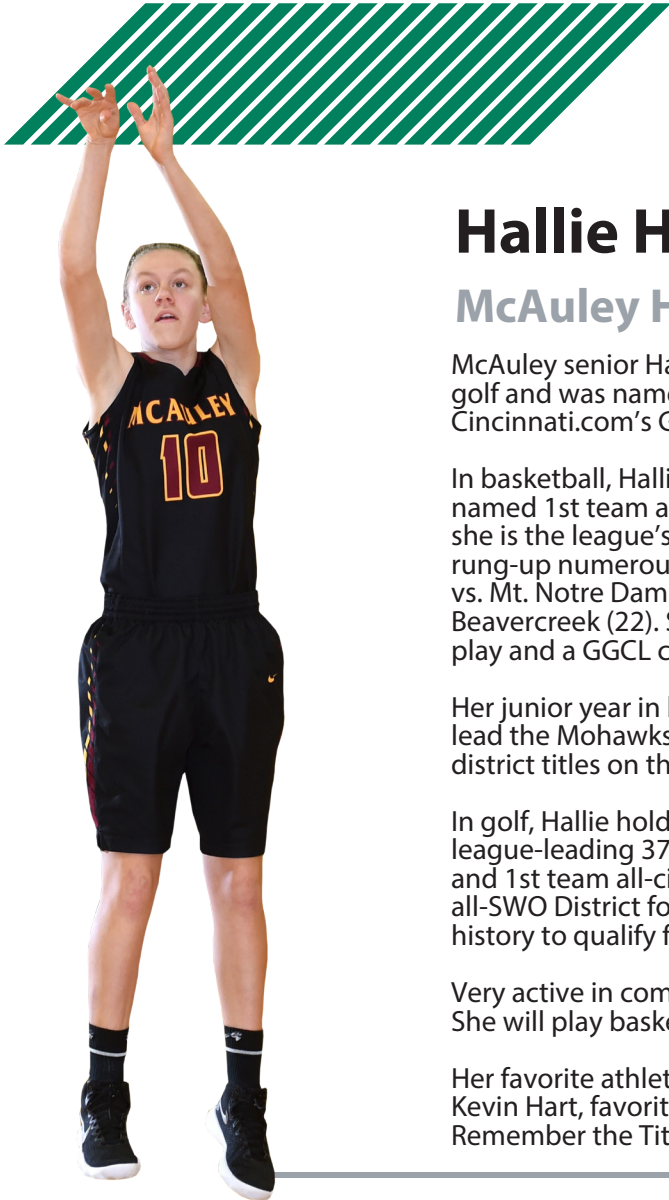 Hallie H
McAuley H
McAuley senior Ha
golf and was name
Cincinnati.com's G
In basketball, Halli
named 1st team a
she is the league's
rung-up numerou
vs. Mt. Notre Dam
Beavercreek (22). S
play and a GGCL c
Her junior year in
lead the Mohawks
district titles on th
In golf, Hallie hold
league-leading 37
and 1st team all-ci
all-SWO District fo
history to qualify f
Very active in com
She will play baske
Her favorite athlet
Kevin Hart, favorit
Remember the Tit
MCAULEY
10